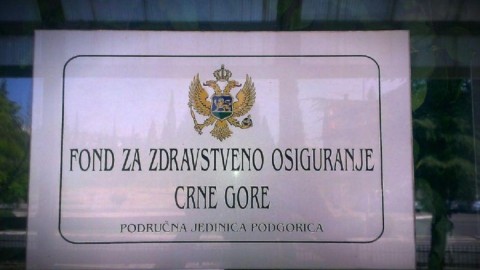 FOND ZA ZDRAVSTVENO OSIGURANJE
CRNE GORE
PODRUČNA JEDINICA PODGORICA